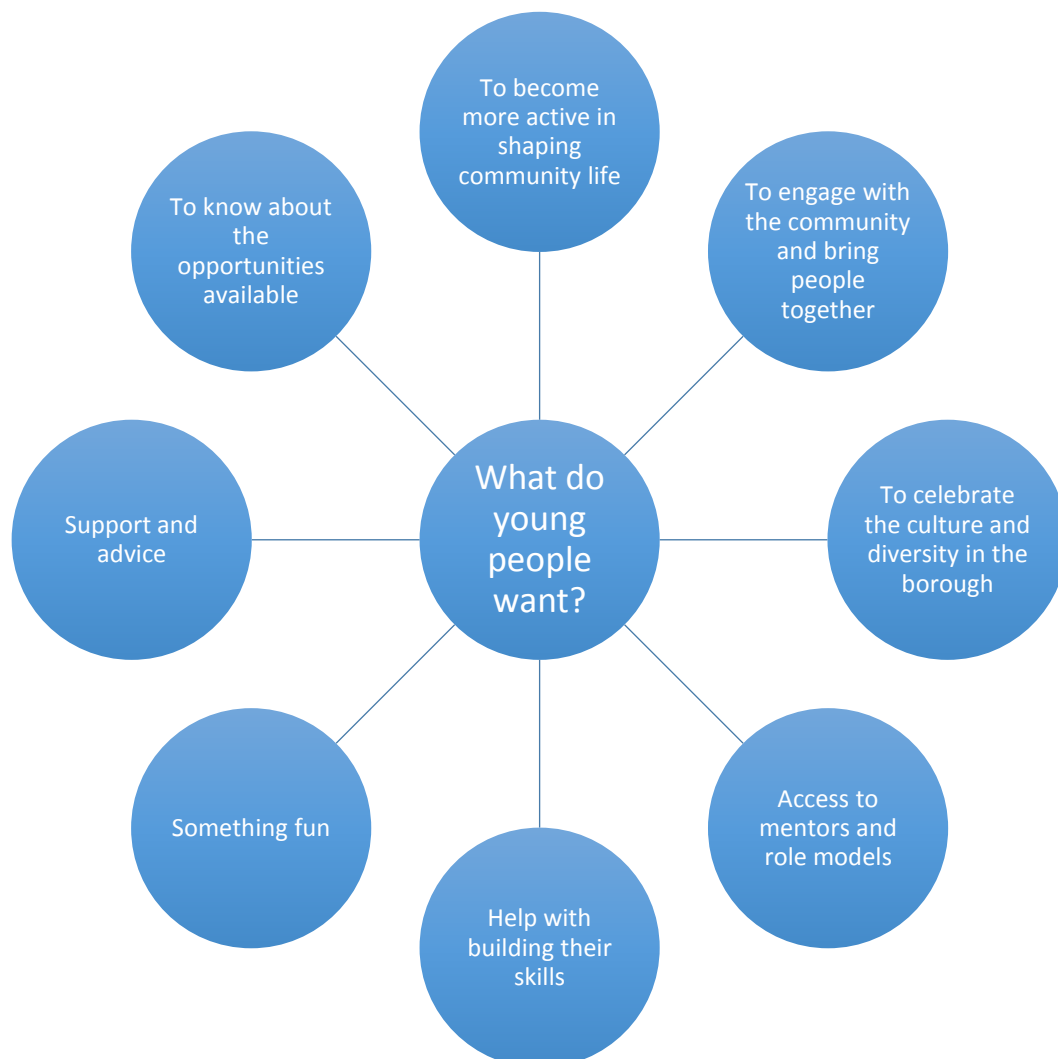 To become
more active in
shaping
community life
To engage with
the community
and bring
people
together
To celebrate
the culture and
diversity in the
borough
Access to
mentors and
role models
Help with
building their
skills
Something fun
Support and
advice
To know about
the
opportunities
available
What do
young
people
want?